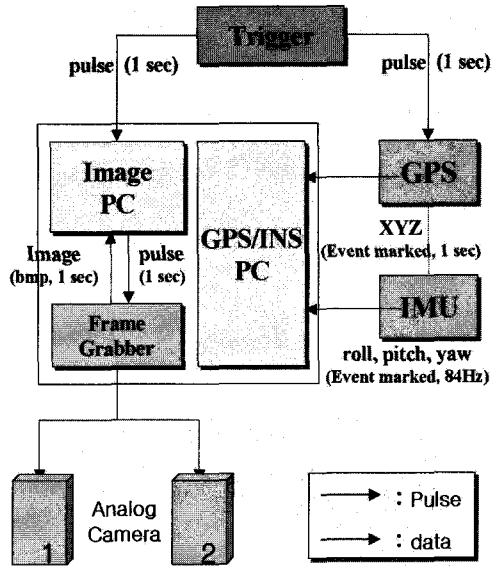 Trigger
pulse (1 sec)
pulse (1 sec)
Image
PC
GPS/INS
PC
GPS
XYZ
(Event marked, 1 sec)
Image
(bmp, 1 sec)
pulse
(1 sec)
Frame
Grabber
IMU
roll, pitch, yaw
(Event marked, 84Hz)
Analog
Camera
1
2
: Pulse
: data